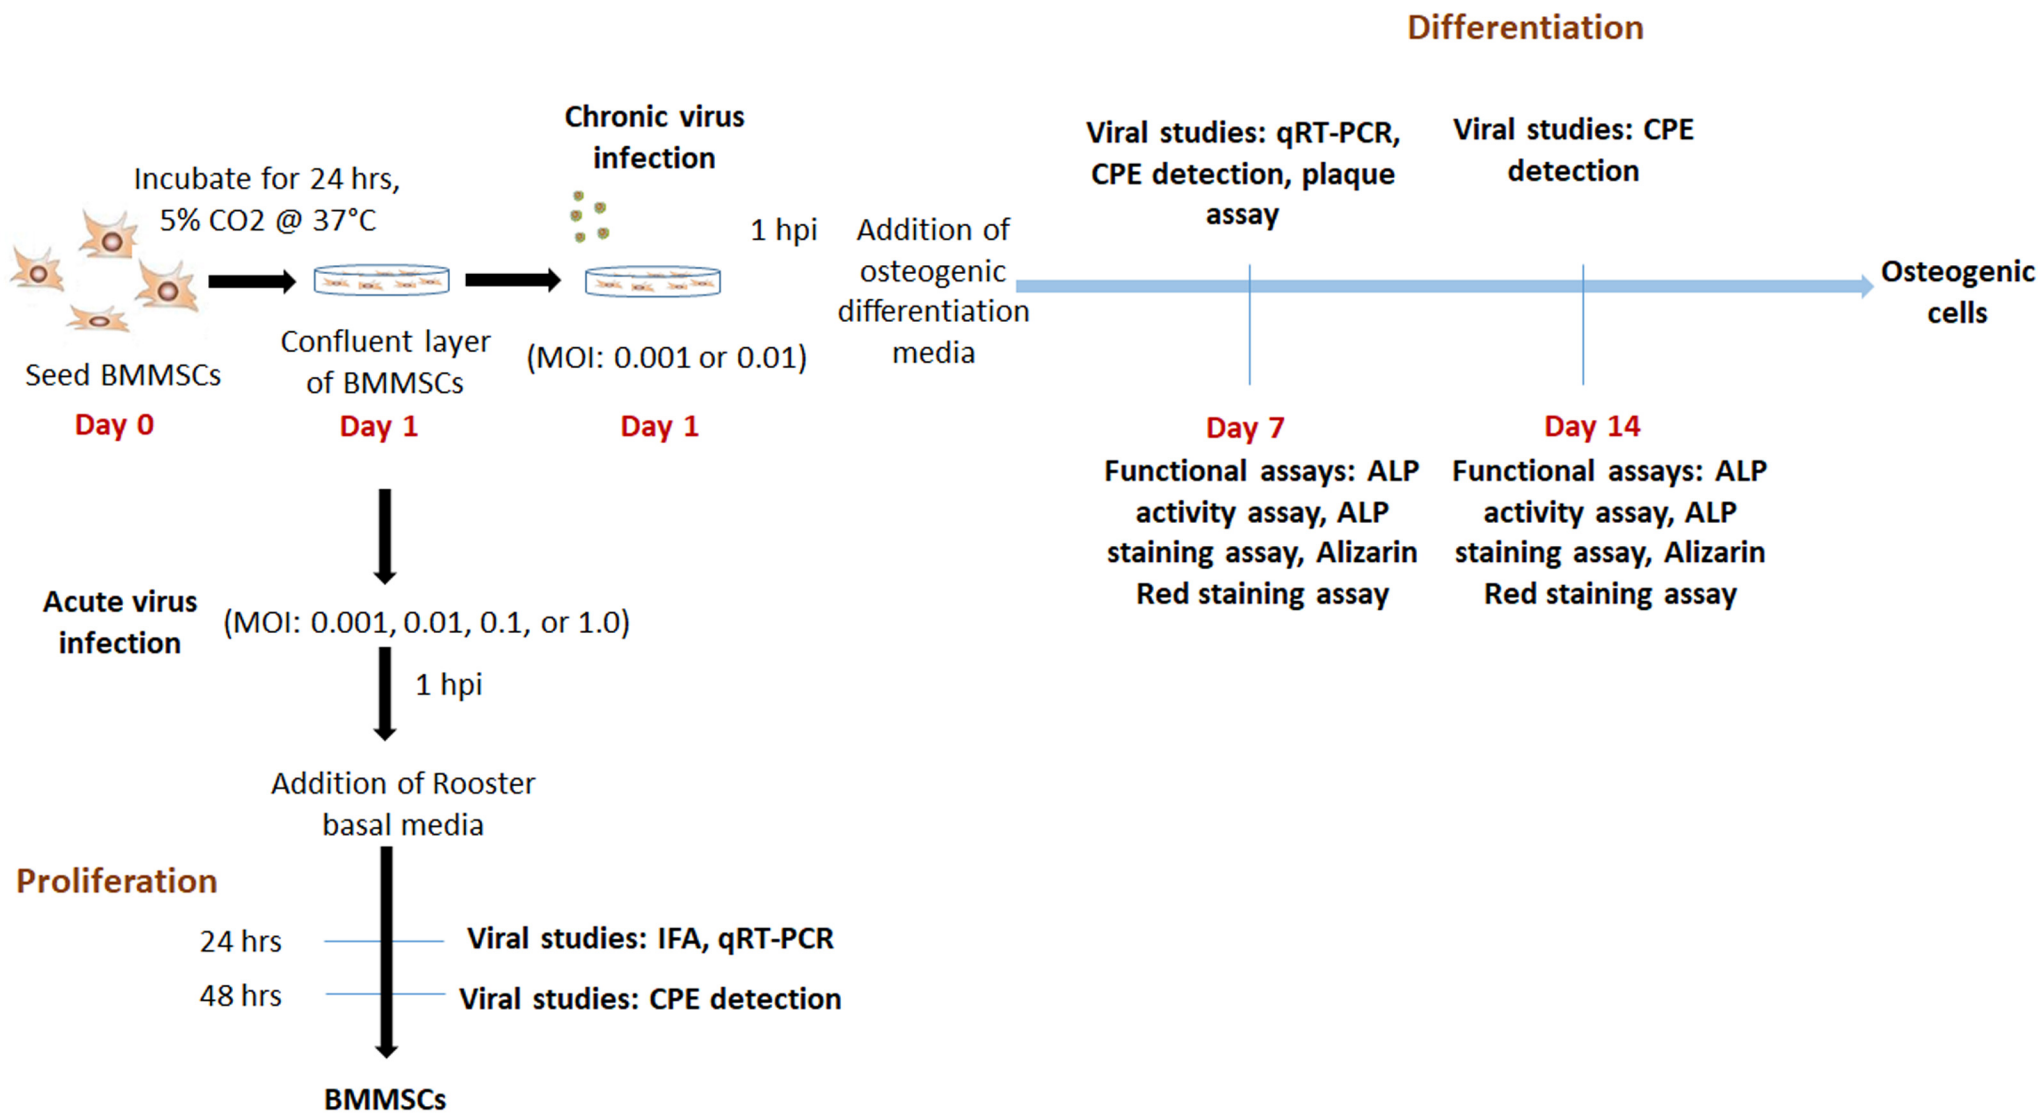 Differentiation
Chronic virus
infection
Incubate for 24 hrs,
5% CO2 @ 37°C
1 hpi
Addition of
osteogenic
differentiation
media
Viral studies: qRT-PCR,
CPE detection, plaque
assay
Viral studies: CPE
detection
Osteogenic
cells
Seed BMMSCs
Confluent layer
of BMMSCs
(MOI: 0.001 or 0.01)
Day 0
Day 1
Day 1
Day 7
Day 14
Functional assays: ALP
activity assay, ALP
staining assay, Alizarin
Red staining assay
Functional assays: ALP
activity assay, ALP
staining assay, Alizarin
Red staining assay
Acute virus
infection
(MOI: 0.001, 0.01, 0.1, or 1.0)
1 hpi
Addition of Rooster
basal media
Proliferation
24 hrs
Viral studies: IFA, qRT-PCR
48 hrs
Viral studies: CPE detection
BMMSCs